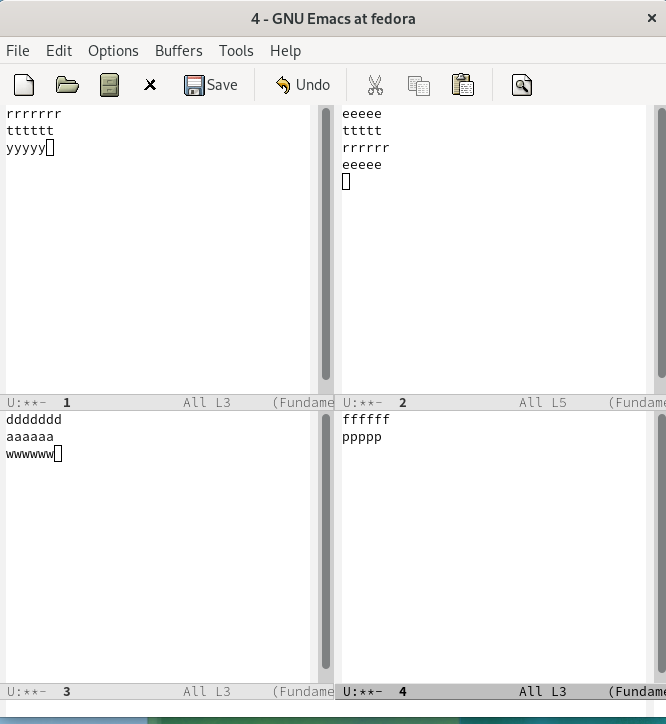 4 - GNU Emacs at fedora
File Edit Options Buffers Tools Help
Save Undo
rrrrrrr
tttttt
yyyyy
U:**- 1 All L3 (Fundame
eeeee
ttttt
rrrrrr
eeeee
U:**- 2 All L5 (Fundame
ddddddd
aaaaaa
wwwwww
U:**- 3 All L3 (Fundame
ffffff
ppppp
U:**- 4 All L3 (Fundame